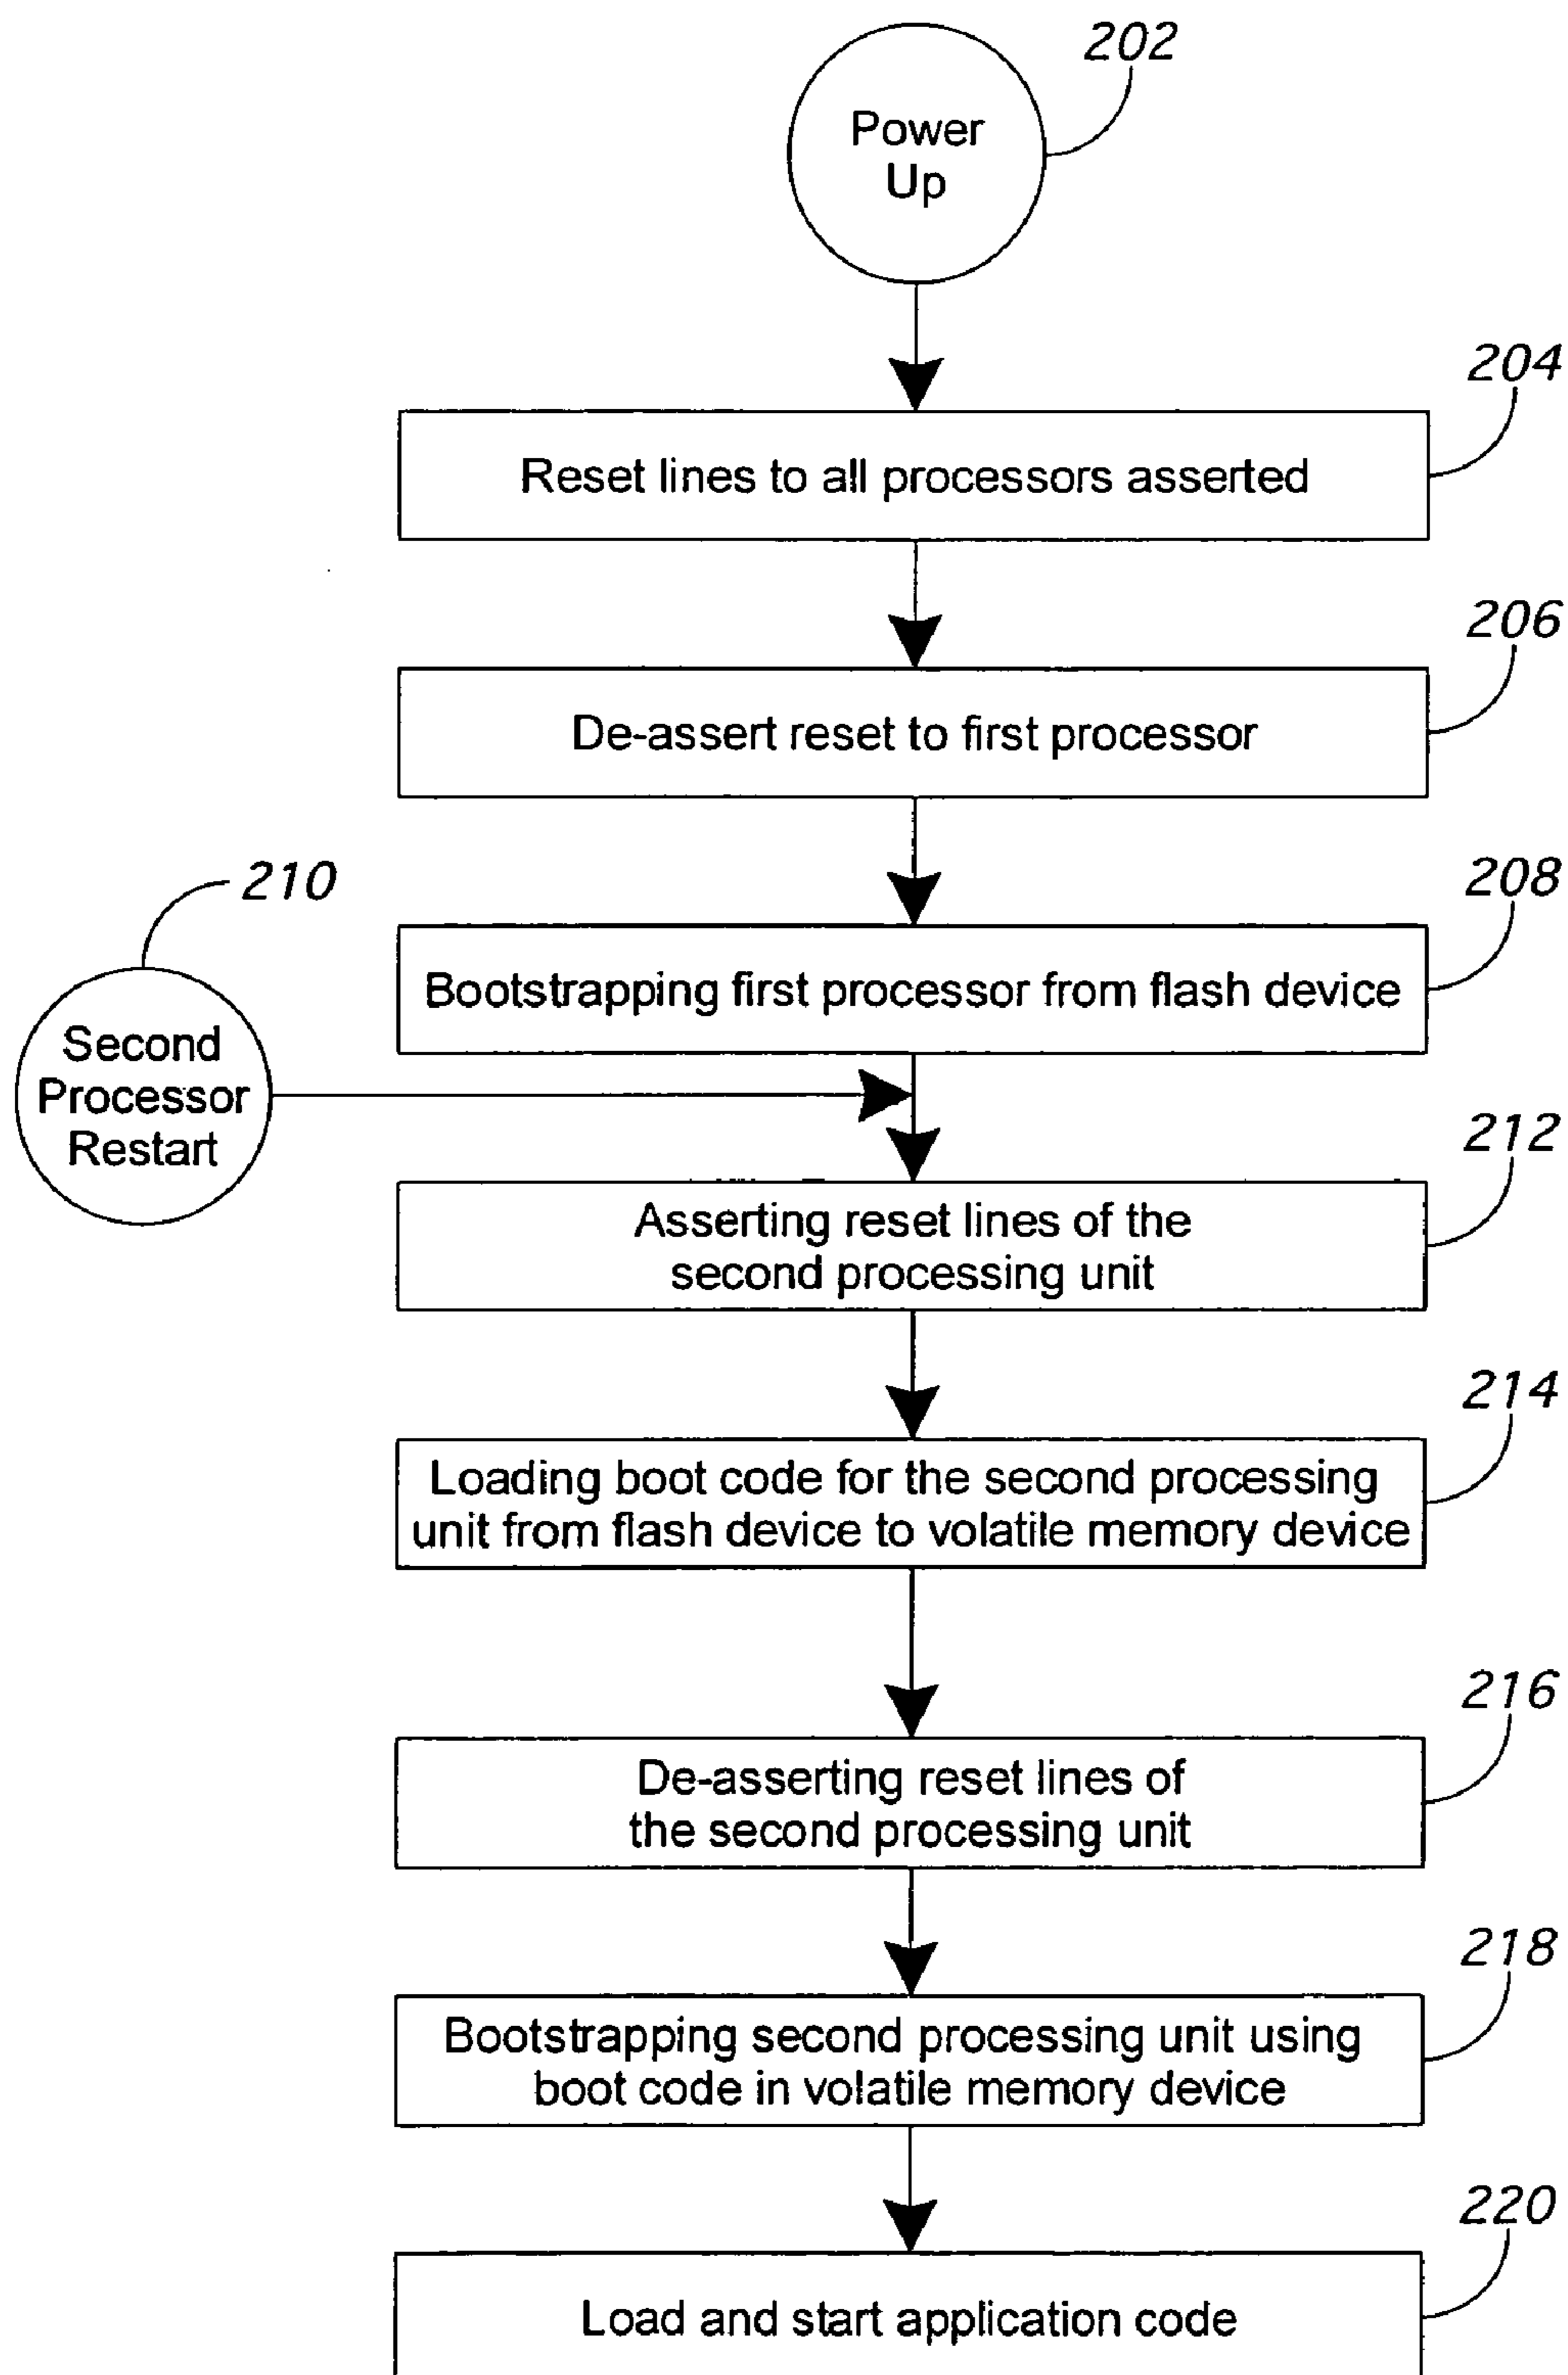 202
Power
Up
204
Reset lines to all processors asserted
206
De-assert reset to first processor
208
Bootstrapping first processor from flash device
210
Second
Processor
Restart
212
Asserting reset lines of the
second processing unit
214
Loading boot code for the second processing
unit from flash device to volatile memory device
216
De-asserting reset lines of
the second processing unit
218
Bootstrapping second processing unit using
boot code in volatile memory device
220
Load and start application code